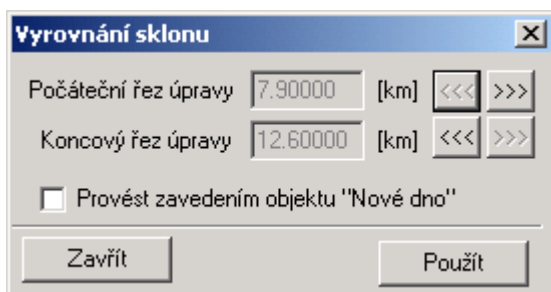 Vyrovnání sklonu
Počáteční řez úpravy 7.90000 [km] <<< >>>
Koncový řez úpravy 12.60000 [km] <<< >>>
Provést zavedením objektu "Nové dno"
Zavřít Použít